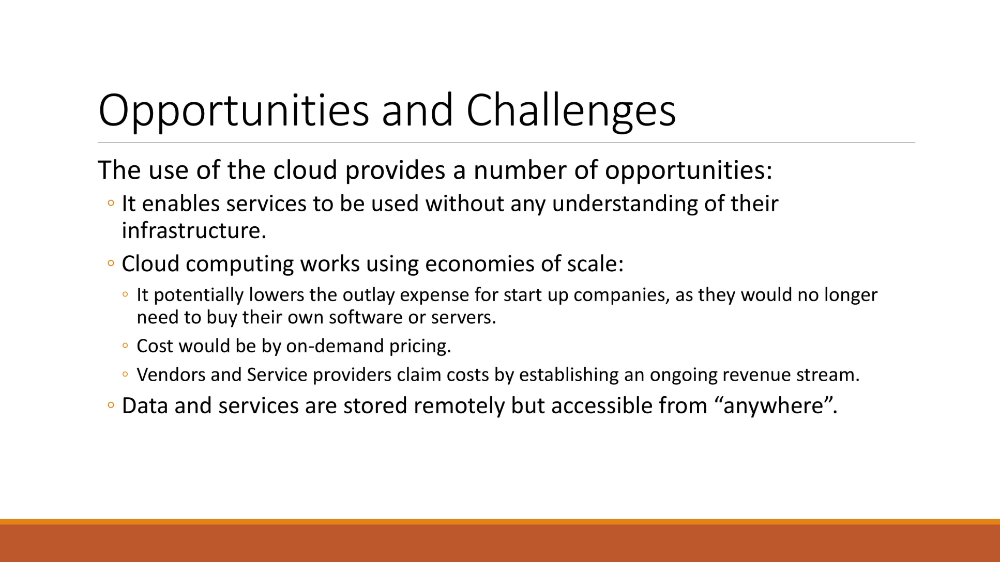 Opportunities and Challenges
The use of the cloud provides a number of opportunities:
◦ It enables services to be used without any understanding of their
infrastructure.
◦ Cloud computing works using economies of scale:
◦ It potentially lowers the outlay expense for start up companies, as they would no longer
need to buy their own software or servers.
◦ Cost would be by on-demand pricing.
◦ Vendors and Service providers claim costs by establishing an ongoing revenue stream.
◦ Data and services are stored remotely but accessible from “anywhere”.